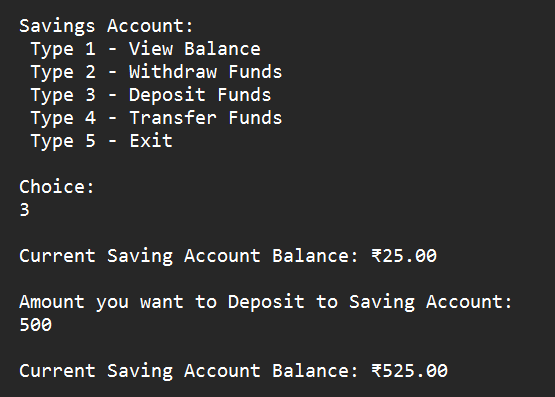 Savings Account:
Type 1 - View Balance
Type 2 - Withdraw Funds
Type 3 - Deposit Funds
Type 4 - Transfer Funds
Type 5 - Exit
Choice:
3
Current Saving Account Balance: ₹25.00
Amount you want to Deposit to Saving Account:
500
Current Saving Account Balance: ₹525.00